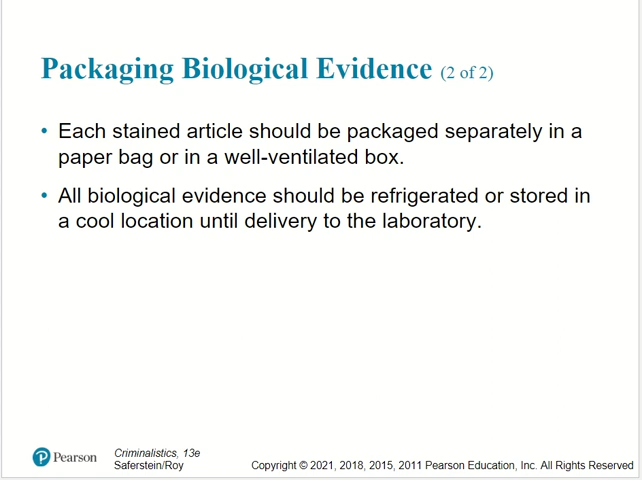 Packaging Biological Evidence (2 of 2)
• Each stained article should be packaged separately in a
paper bag or in a well-ventilated box.
• All biological evidence should be refrigerated or stored in
a cool location until delivery to the laboratory.
Pearson
Criminalistics, 13e
Saferstein/Roy
Copyright © 2021, 2018, 2015, 2011 Pearson Education, Inc. All Rights Reserved